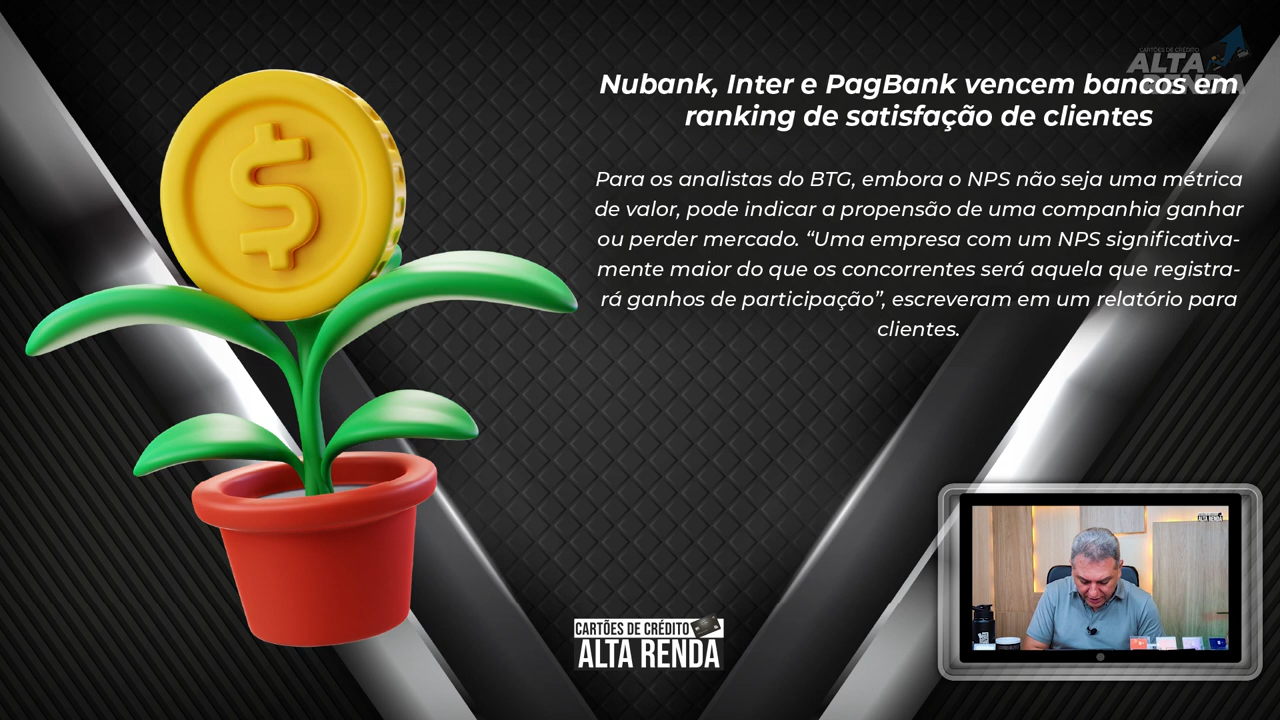 CARTÕES DE CRÉDITO
ALTA
RENDA
Nubank, Inter e PagBank vencem bancos em
ranking de satisfação de clientes
Para os analistas do BTG, embora o NPS não seja uma métrica
de valor, pode indicar a propensão de uma companhia ganhar
ou perder mercado. “Uma empresa com um NPS significativa-
mente maior do que os concorrentes será aquela que registra-
rá ganhos de participação”, escreveram em um relatório para
clientes.
ALTA RENDA
CARTÕES DE CRÉDITO
ALTA RENDA